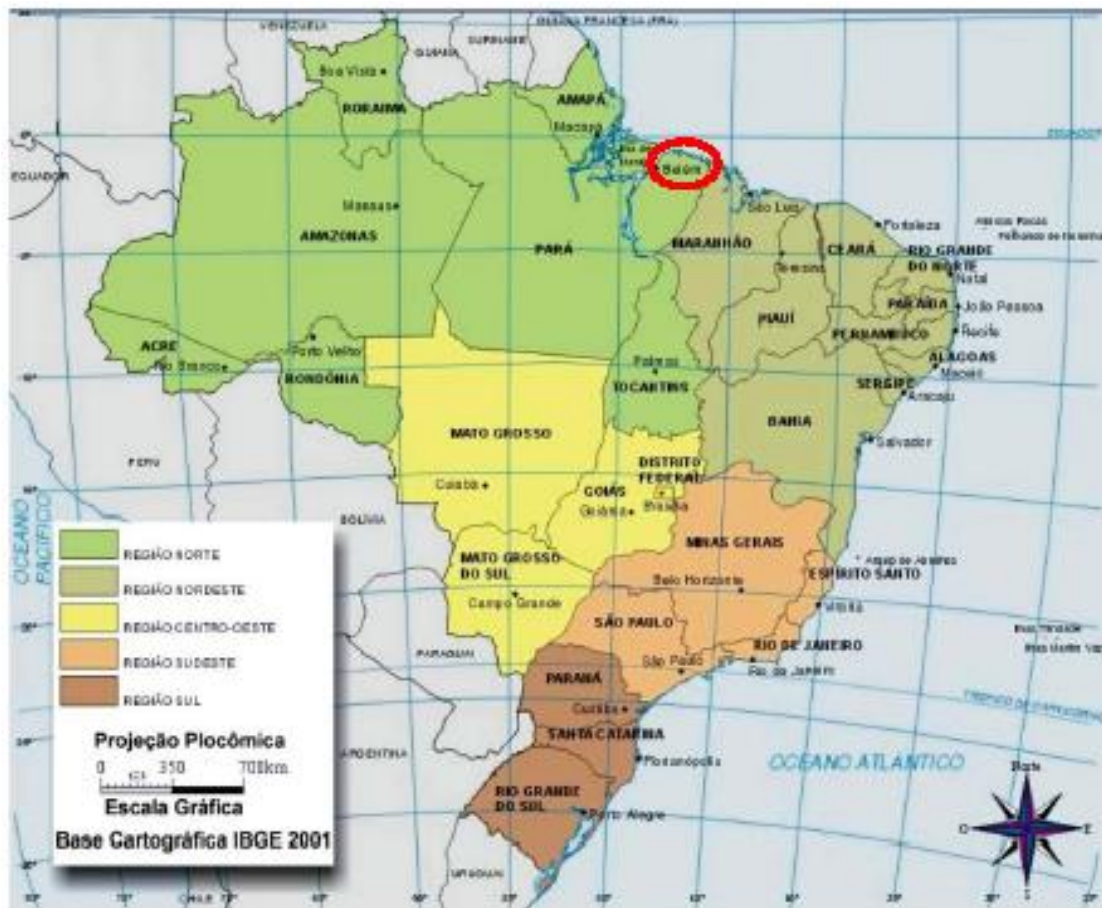 VENEZUELA
GUIANA FRANCESA (FRA)
SURINAME
GUIANA
Boa Vista
RORAIMA
AMAPÁ
Macapá
EQUADOR
Belém
Manaus
AMAZONAS
PARÁ
São Luis
MARANHÃO
Fortaleza
CEARÁ
Teresina
RIO GRANDE
DO NORTE
Natal
PARAÍBA
João Pessoa
PIAUÍ
PERNAMBUCO
Recife
ACRE
Rio Branco
Porto Velho
RONDÔNIA
Palmas
TOCANTINS
ALAGOAS
Maceió
SERGIPE
Aracaju
BAHIA
Salvador
MATO GROSSO
Cuiabá
DISTRITO
FEDERAL
Brasília
GOIÁS
Goiânia
PERU
BOLÍVIA
OCEANO
PACÍFICO
MINAS GERAIS
Belo Horizonte
ESPÍRITO SANTO
Vitória
MATO GROSSO
DO SUL
Campo Grande
SÃO PAULO
São Paulo
RIO DE JANEIRO
Rio de Janeiro
PARAGUAI
PARANÁ
Curitiba
SANTA CATARINA
Florianópolis
ARGENTINA
RIO GRANDE
DO SUL
Porto Alegre
URUGUAI
CHILE
OCEANO ATLÂNTICO
REGIÃO NORTE
REGIÃO NORDESTE
REGIÃO CENTRO-OESTE
REGIÃO SUDESTE
REGIÃO SUL
Projeção Plocômica
0 350 700km
Escala Gráfica
Base Cartográfica IBGE 2001
Norte
O
E